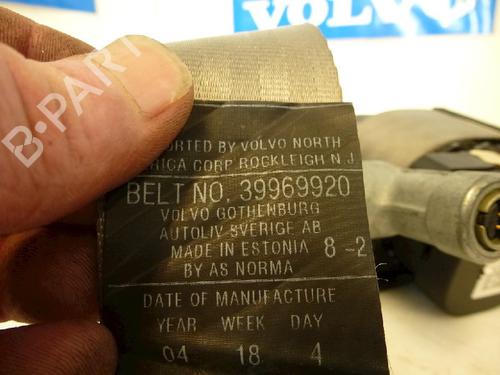 VOLVO
ORTED BY VOLVO NORTH
RICA CORP. ROCKLEIGH N J
BELT NO. 39969920
VOLVO GOTHENBURG
AUTOLIV SVERIGE AB
MADE IN ESTONIA 8-2
BY AS NORMA
DATE OF MANUFACTURE
YEAR WEEK DAY
04 18 4
B-Parts